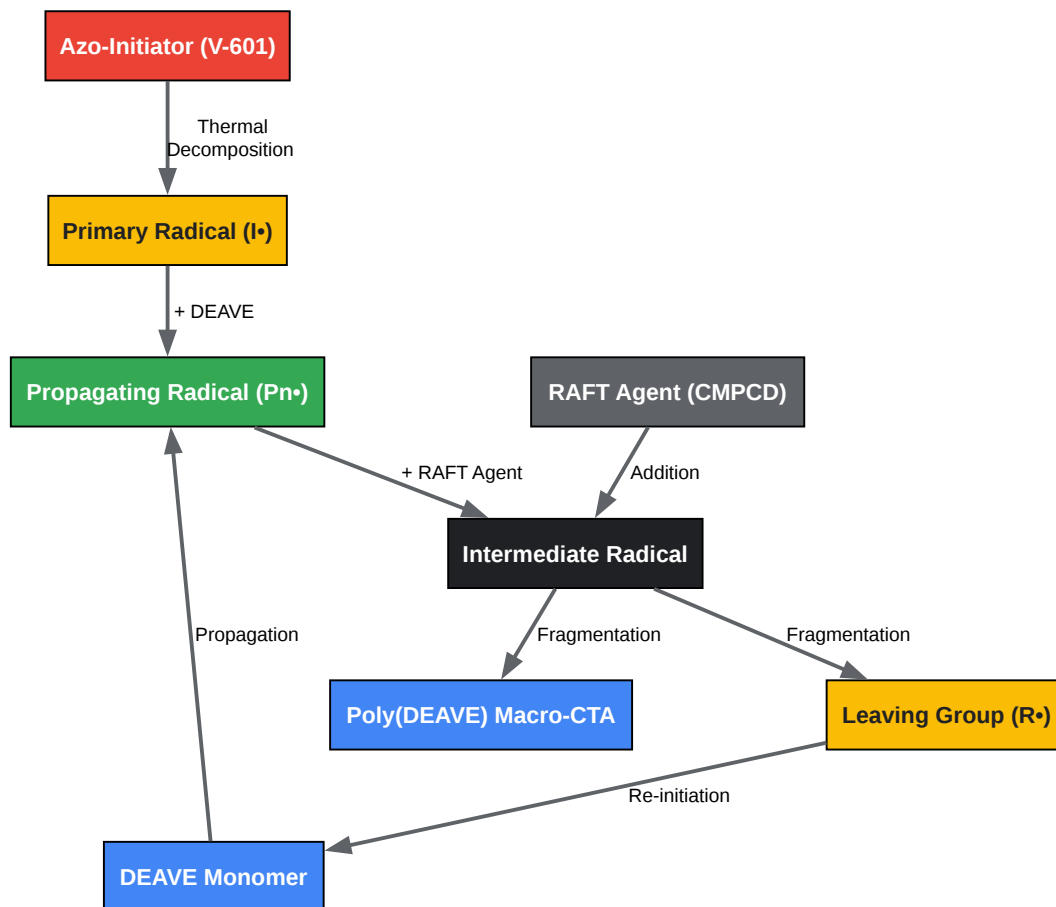 Azo-Initiator (V-601)
Thermal
Decomposition
Primary Radical (I•)
+ DEAVE
Propagating Radical (Pn•)
RAFT Agent (CMPCD)
+ RAFT Agent
Addition
Intermediate Radical
Propagation
Fragmentation
Fragmentation
Poly(DEAVE) Macro-CTA
Leaving Group (R•)
Re-initiation
DEAVE Monomer